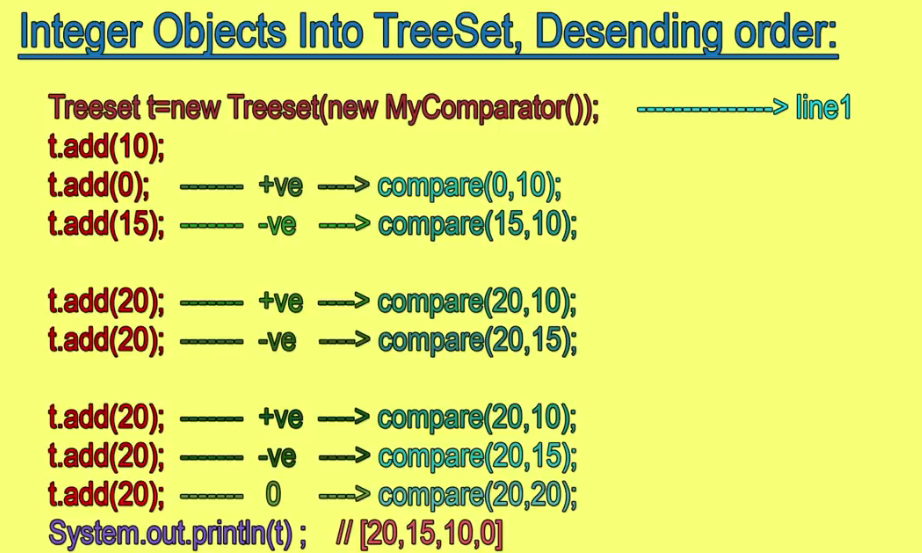 Integer Objects Into TreeSet, Desending order:
Treeset t=new Treeset(new MyComparator()); ---------------> line1
t.add(10);
t.add(0); ------- +ve ----> compare(0,10);
t.add(15); ------- -ve ----> compare(15,10);
t.add(20); ------- +ve ----> compare(20,10);
t.add(20); ------- -ve ----> compare(20,15);
t.add(20); ------- +ve ----> compare(20,10);
t.add(20); ------- -ve ----> compare(20,15);
t.add(20); ------- 0 ----> compare(20,20);
System.out.println(t) ; // [20,15,10,0]